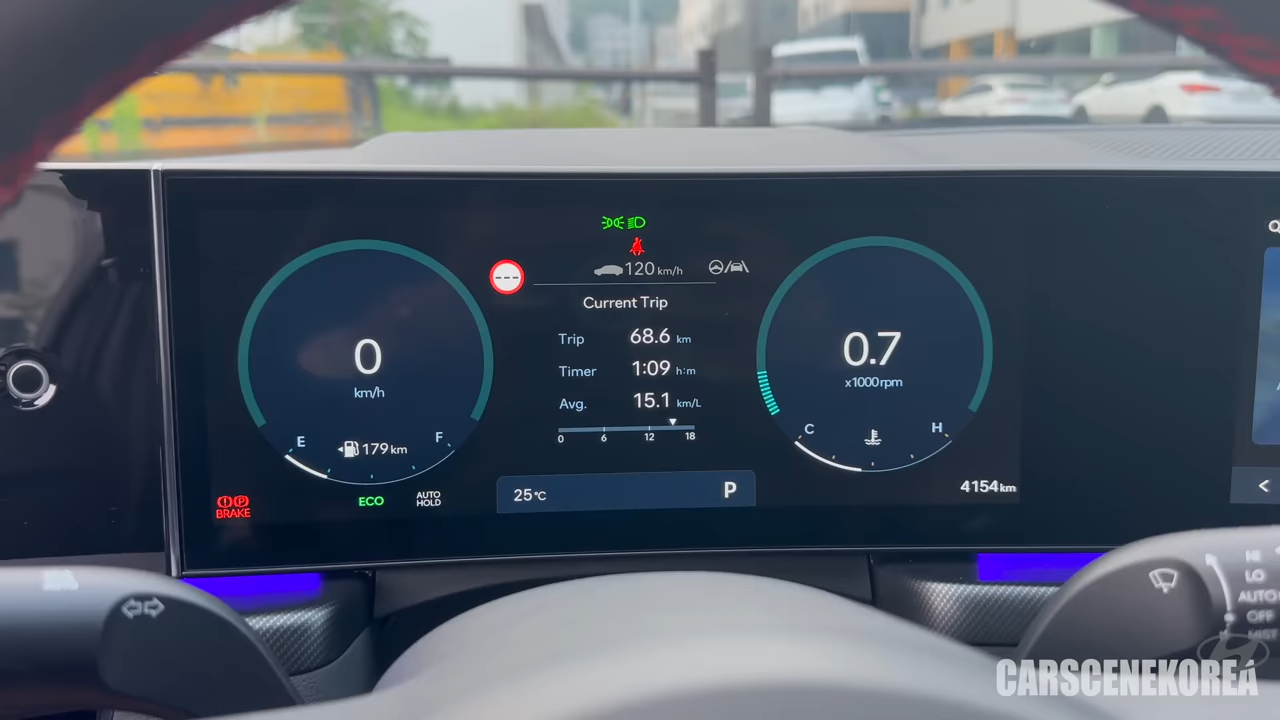 120 km/h
Current Trip
Trip 68.6 km
Timer 1:09 h:m
Avg. 15.1 km/L
0 6 12 18
0
km/h
E F
179 km
BRAKE
ECO
AUTO
HOLD
25°C P
0.7
x1000rpm
C H
4154 km
HI
LO
AUTO
OFF
MIST
CARSCENEKOREA